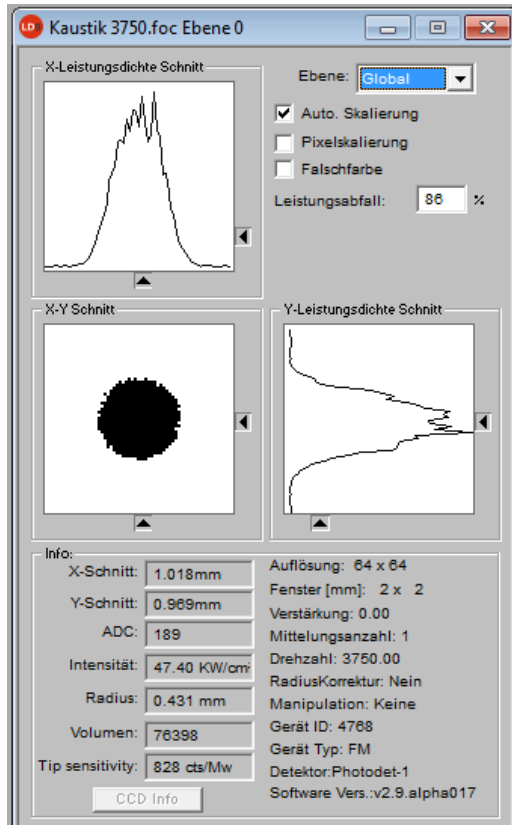 LDS Kaustik 3750.foc Ebene 0
X-Leistungsdichte Schnitt
Ebene: Global
Auto. Skalierung
Pixelskalierung
Falschfarbe
Leistungsabfall: 86 %
X-Y Schnitt
Y-Leistungsdichte Schnitt
Info:
X-Schnitt: 1.018mm
Y-Schnitt: 0.969mm
ADC: 189
Intensität: 47.40 KW/cm²
Radius: 0.431 mm
Volumen: 76398
Tip sensitivity: 828 cts/Mw
CCD Info
Auflösung: 64 x 64
Fenster [mm]: 2 x 2
Verstärkung: 0.00
Mittelungsanzahl: 1
Drehzahl: 3750.00
RadiusKorrektur: Nein
Manipulation: Keine
Gerät ID: 4768
Gerät Typ: FM
Detektor:Photodet-1
Software Vers.:v2.9.alpha017